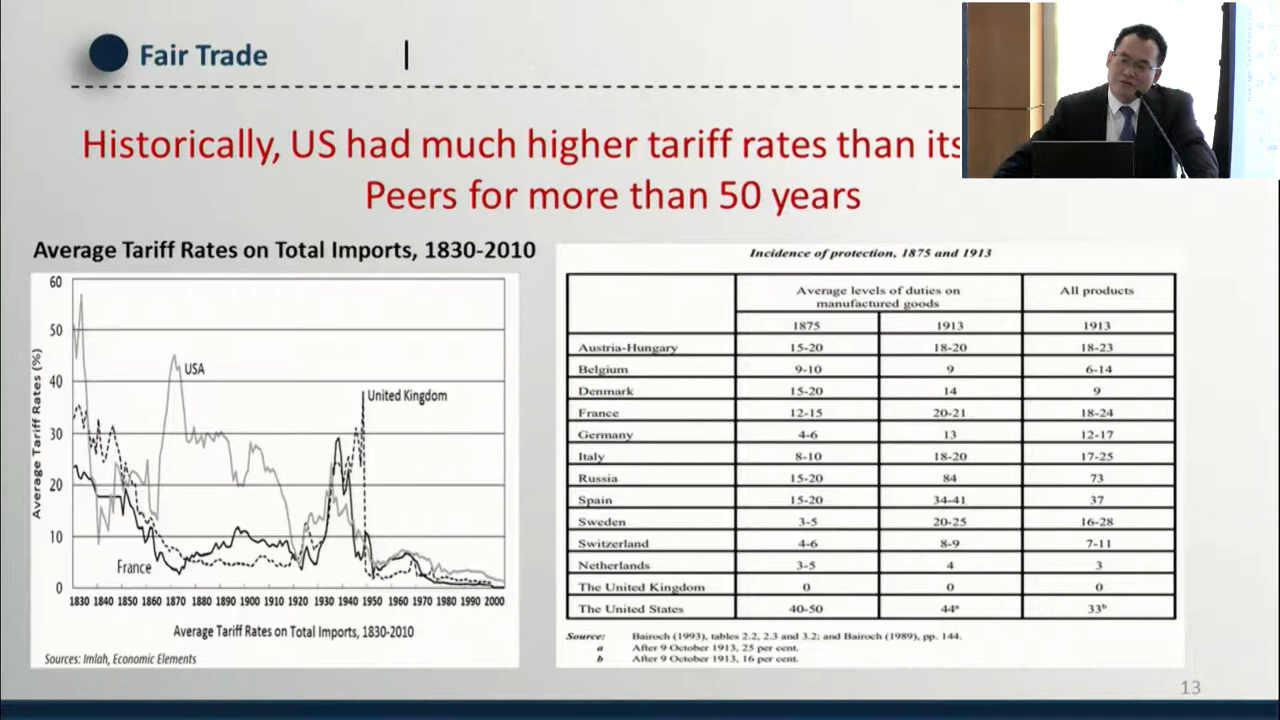 Fair Trade
Historically, US had much higher tariff rates than its
Peers for more than 50 years
Average Tariff Rates on Total Imports, 1830-2010
60
50
40
30
20
10
0
Average Tariff Rates (%)
USA
United Kingdom
France
1830 1840 1850 1860 1870 1880 1890 1900 1910 1920 1930 1940 1950 1960 1970 1980 1990 2000
Average Tariff Rates on Total Imports, 1830-2010
Sources: Imlah, Economic Elements
Incidence of protection, 1875 and 1913
Average levels of duties on All products
manufactured goods
1875 1913 1913
Austria-Hungary 15-20 18-20 18-23
Belgium 9-10 9 6-14
Denmark 15-20 14 9
France 12-15 20-21 18-24
Germany 4-6 13 12-17
Italy 8-10 18-20 17-25
Russia 15-20 84 73
Spain 15-20 34-41 37
Sweden 3-5 20-25 16-28
Switzerland 4-6 8-9 7-11
Netherlands 3-5 4 3
The United Kingdom 0 0 0
The United States 40-50 44ᵃ 33ᵇ
Source: Bairoch (1993), tables 2.2, 2.3 and 3.2; and Bairoch (1989), pp. 144.
a After 9 October 1913, 25 per cent.
b After 9 October 1913, 16 per cent.
13